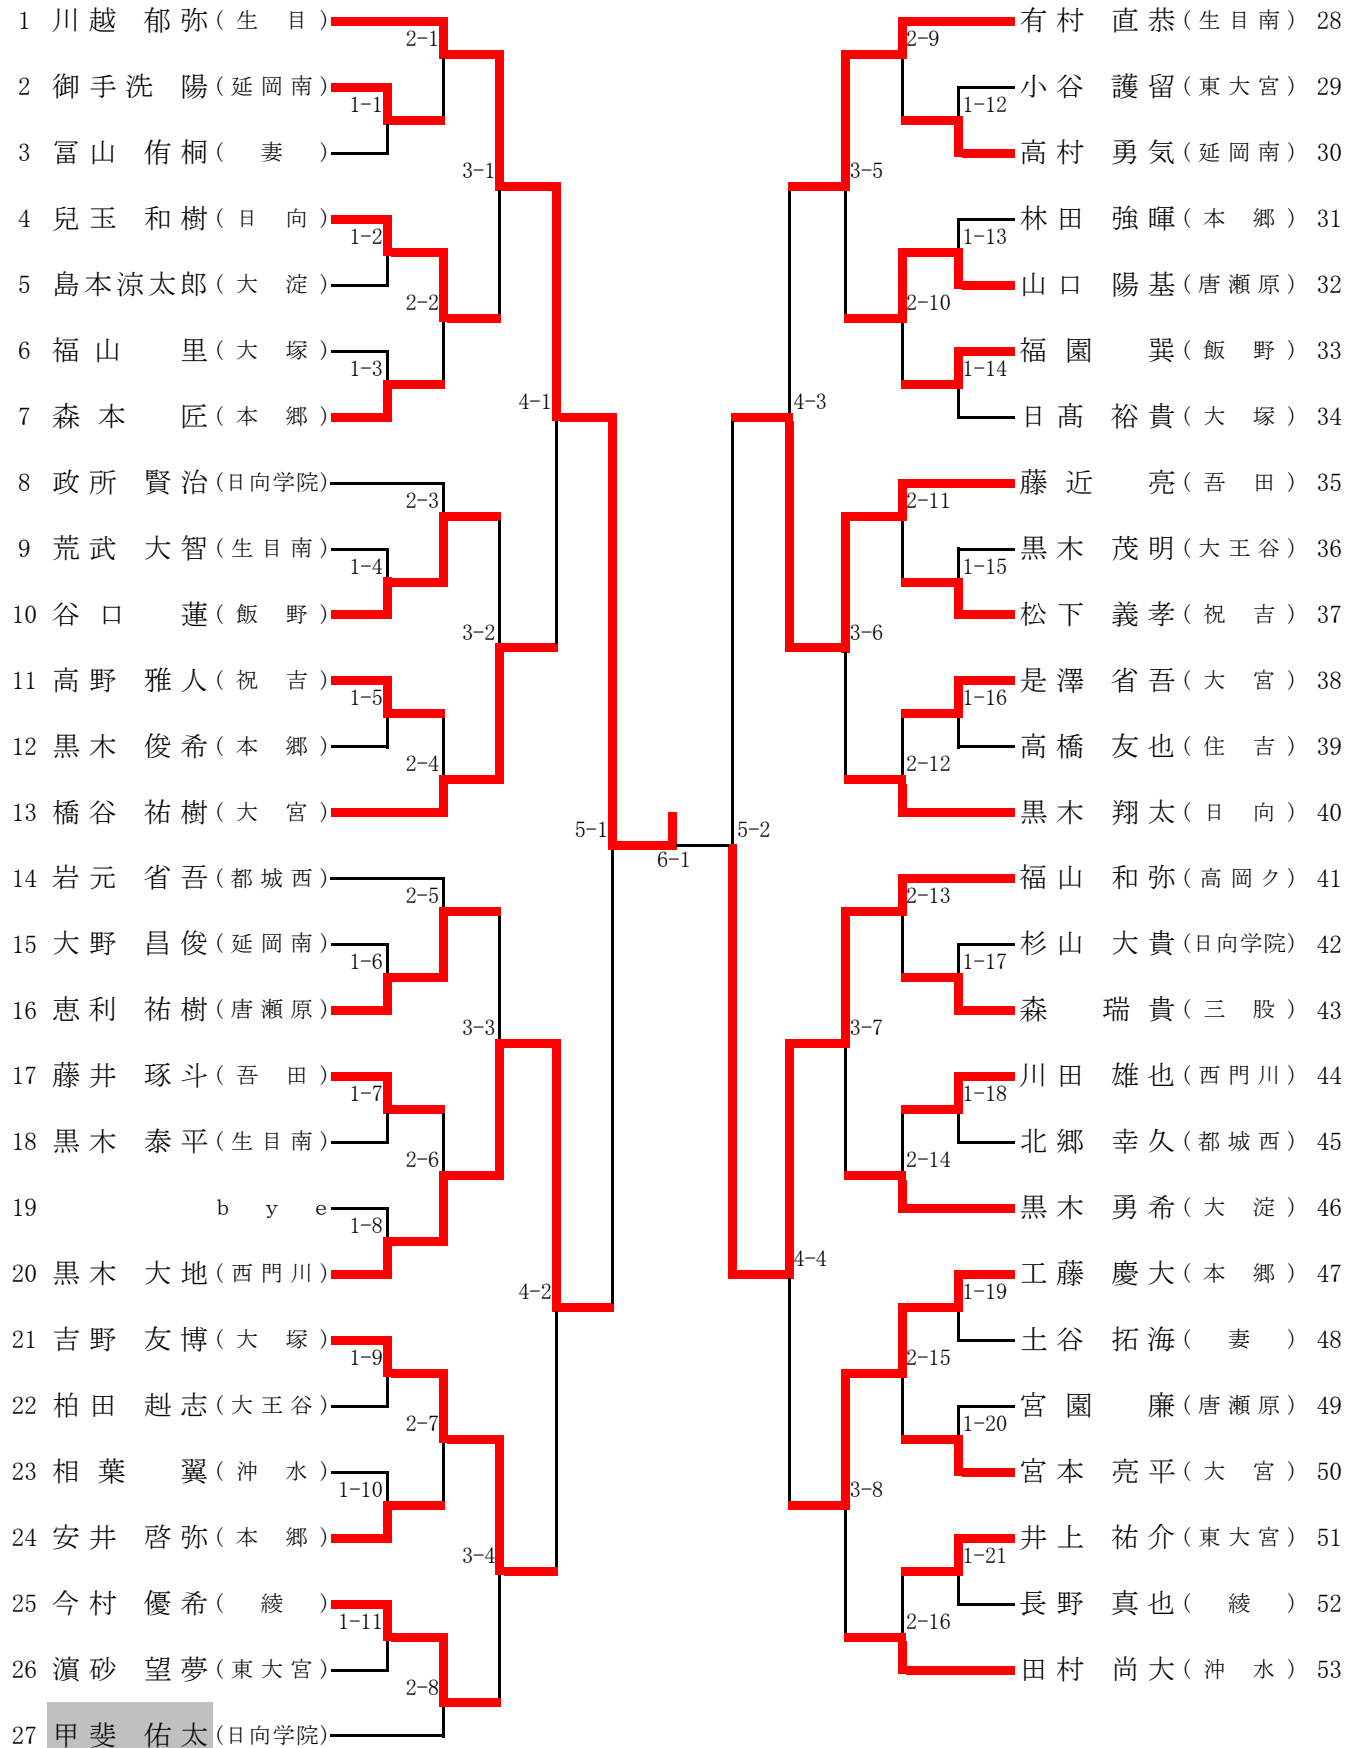 1 川越 郁弥(生 目)
2-1
2 御手洗 陽(延岡南)
1-1
3 冨山 侑桐( 妻 )
3-1
4 兒玉 和樹(日 向)
1-2
5 島本涼太郎(大 淀)
2-2
6 福山 里(大 塚)
1-3
7 森本 匠(本 郷)
4-1
8 政所 賢治(日向学院)
2-3
9 荒武 大智(生目南)
1-4
10 谷口 蓮(飯 野)
3-2
11 高野 雅人(祝 吉)
1-5
12 黒木 俊希(本 郷)
2-4
13 橋谷 祐樹(大 宮)
5-1
14 岩元 省吾(都城西)
2-5
15 大野 昌俊(延岡南)
1-6
16 恵利 祐樹(唐瀬原)
3-3
17 藤井 琢斗(吾 田)
1-7
18 黒木 泰平(生目南)
2-6
19 bye
1-8
20 黒木 大地(西門川)
4-2
21 吉野 友博(大 塚)
1-9
22 柏田 赳志(大王谷)
2-7
23 相葉 翼(沖 水)
1-10
24 安井 啓弥(本 郷)
3-4
25 今村 優希( 綾 )
1-11
26 濵砂 望夢(東大宮)
2-8
27 甲斐 佑太(日向学院)
6-1
有村 直恭(生目南) 28
2-9
小谷 護留(東大宮) 29
1-12
高村 勇気(延岡南) 30
3-5
林田 強暉(本 郷) 31
1-13
山口 陽基(唐瀬原) 32
2-10
福園 巽(飯 野) 33
1-14
日髙 裕貴(大 塚) 34
4-3
藤近 亮(吾 田) 35
2-11
黒木 茂明(大王谷) 36
1-15
松下 義孝(祝 吉) 37
3-6
是澤 省吾(大 宮) 38
1-16
高橋 友也(住 吉) 39
2-12
黒木 翔太(日 向) 40
5-2
福山 和弥(高岡ク) 41
2-13
杉山 大貴(日向学院) 42
1-17
森 瑞貴(三 股) 43
3-7
川田 雄也(西門川) 44
1-18
北郷 幸久(都城西) 45
2-14
黒木 勇希(大 淀) 46
4-4
工藤 慶大(本 郷) 47
1-19
土谷 拓海( 妻 ) 48
2-15
宮園 廉(唐瀬原) 49
1-20
宮本 亮平(大 宮) 50
3-8
井上 祐介(東大宮) 51
1-21
長野 真也( 綾 ) 52
2-16
田村 尚大(沖 水) 53